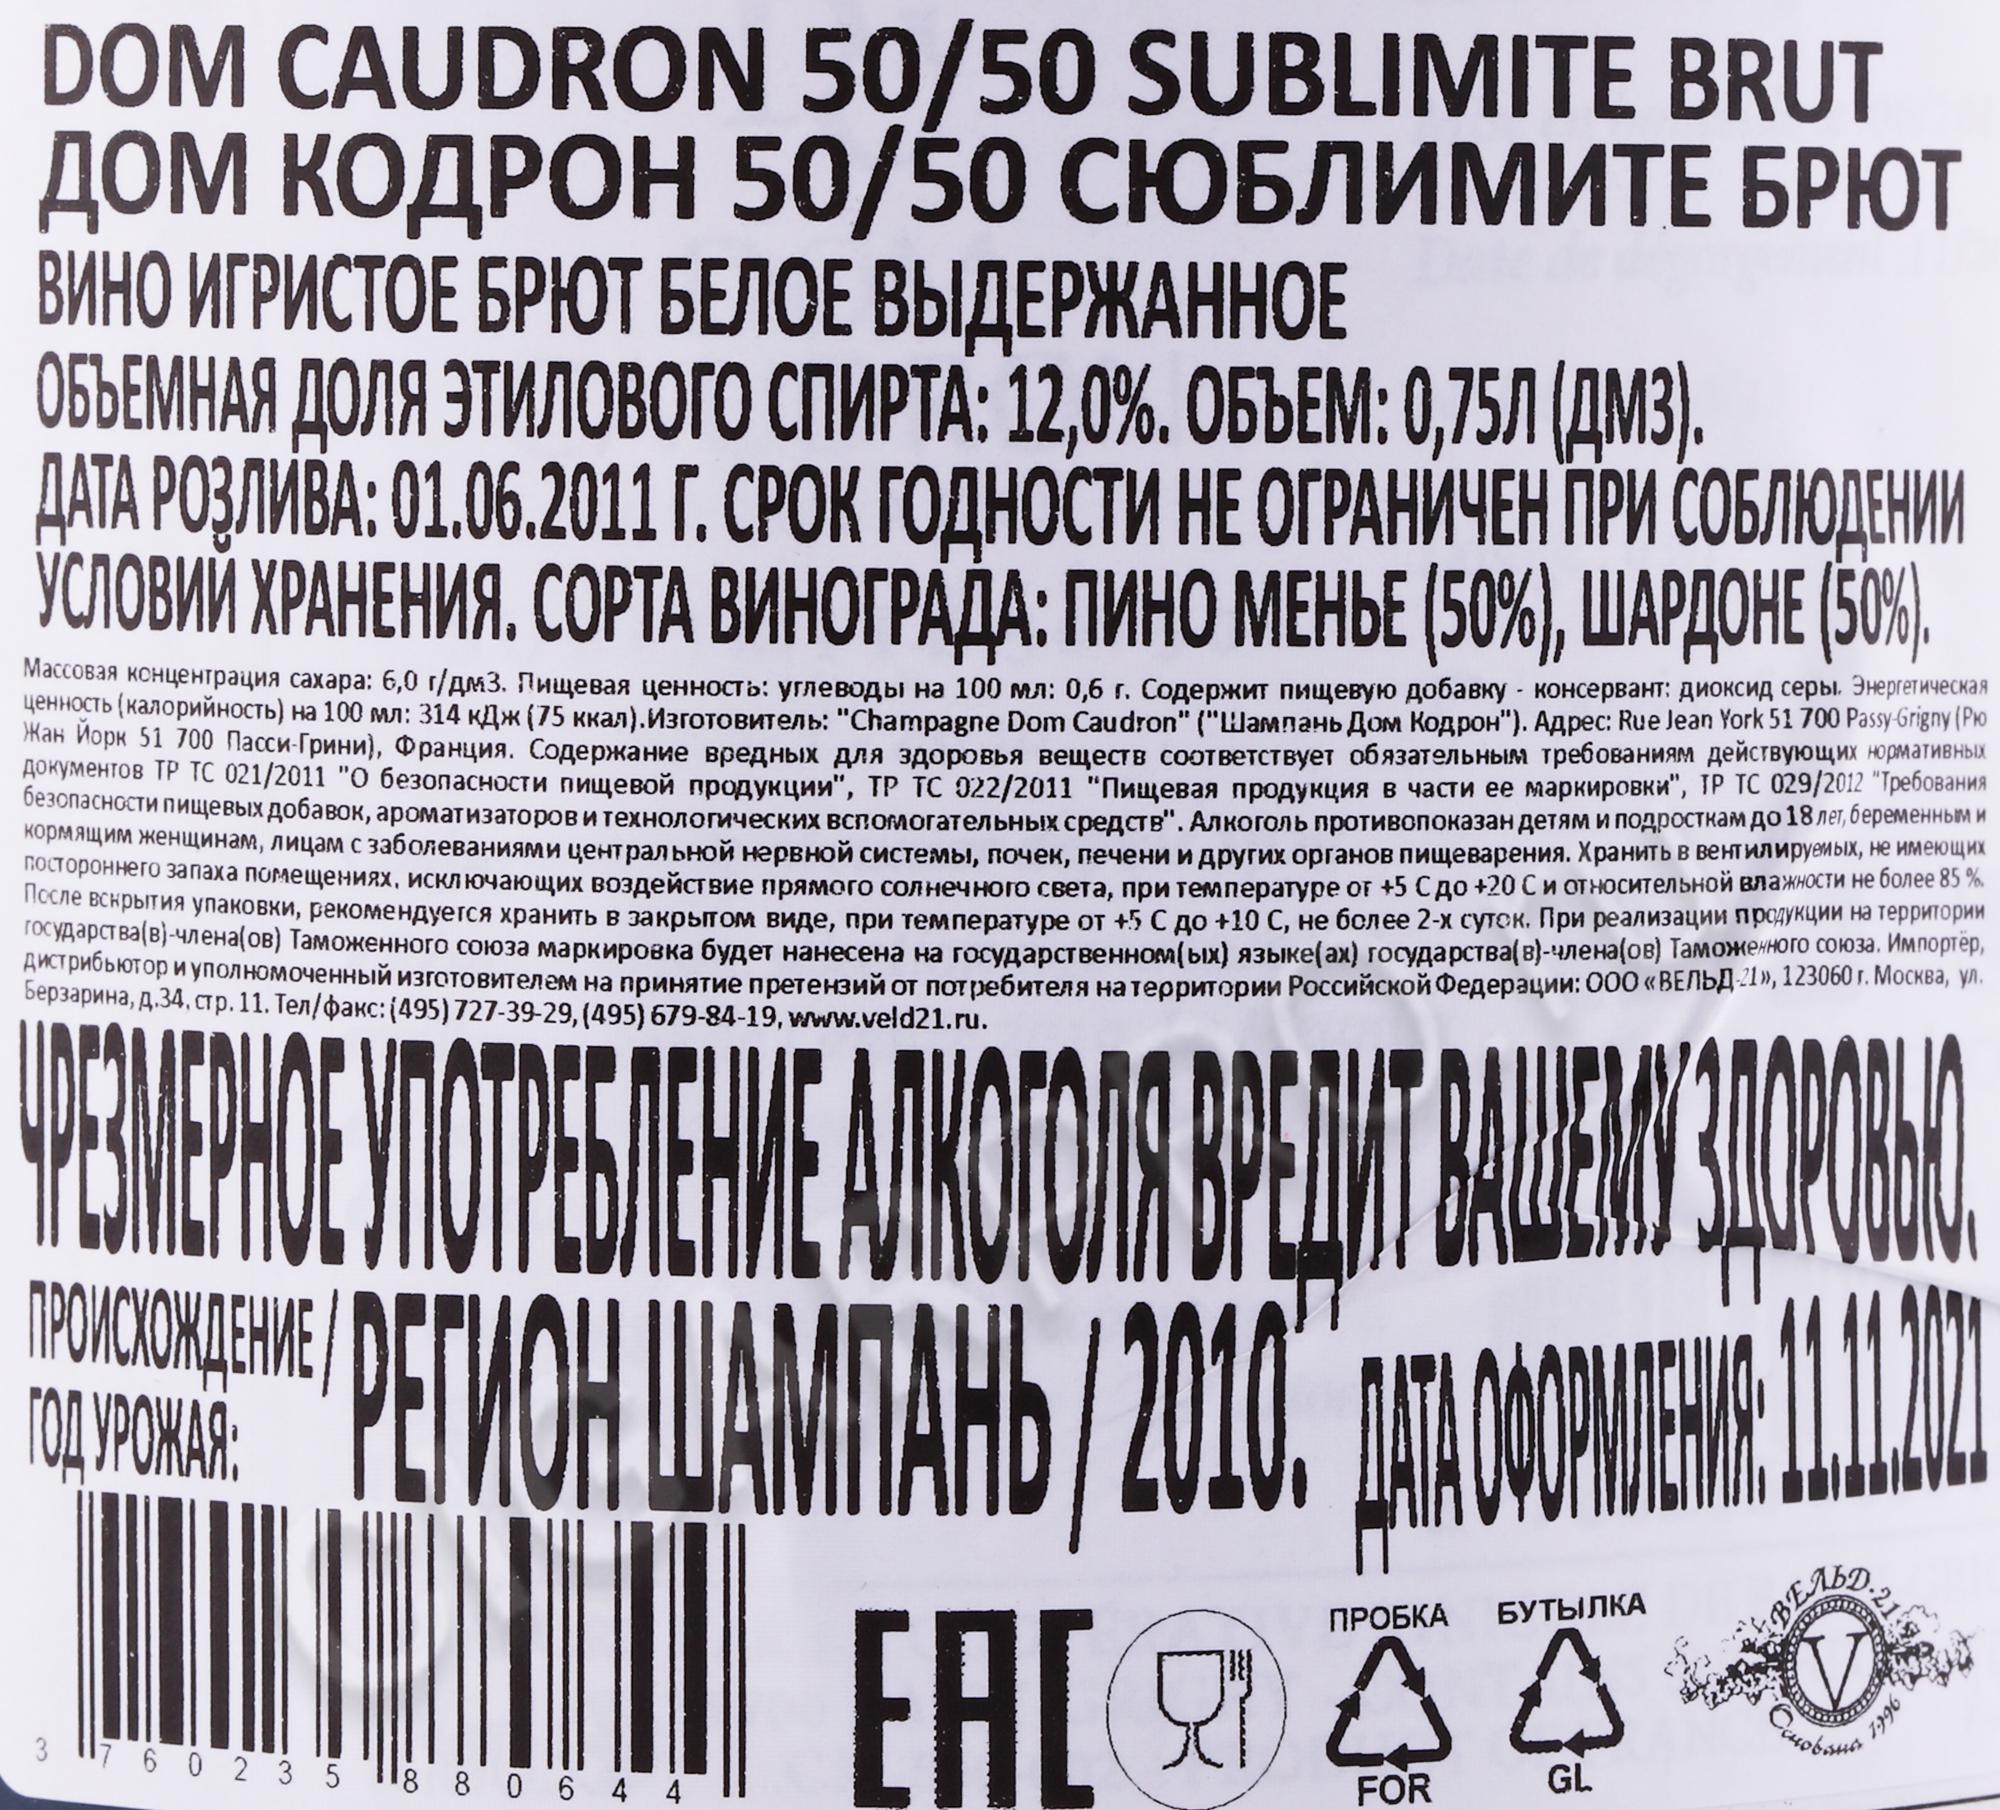 DOM CAUDRON 50/50 SUBLIMITE BRUT
ДОМ КОДРОН 50/50 СЮБЛИМИТЕ БРЮТ
ВИНО ИГРИСТОЕ БРЮТ БЕЛОЕ ВЫДЕРЖАННОЕ
ОБЪЕМНАЯ ДОЛЯ ЭТИЛОВОГО СПИРТА: 12,0%. ОБЪЕМ: 0,75Л (ДМ3).
ДАТА РОЗЛИВА: 01.06.2011 Г. СРОК ГОДНОСТИ НЕ ОГРАНИЧЕН ПРИ СОБЛЮДЕНИИ
УСЛОВИЙ ХРАНЕНИЯ. СОРТА ВИНОГРАДА: ПИНО МЕНЬЕ (50%), ШАРДОНЕ (50%).
Массовая концентрация сахара: 6,0 г/дм3. Пищевая ценность: углеводы на 100 мл: 0,6 г. Содержит пищевую добавку - консервант: диоксид серы. Энергетическая
ценность (калорийность) на 100 мл: 314 кДж (75 ккал).Изготовитель: "Champagne Dom Caudron" ("Шампань Дом Кодрон"). Адрес: Rue Jean York 51 700 Passy-Grigny (Рю
Жан Йорк 51 700 Пасси-Грини), Франция. Содержание вредных для здоровья веществ соответствует обязательным требованиям действующих нормативных
документов ТР ТС 021/2011 "О безопасности пищевой продукции", ТР ТС 022/2011 "Пищевая продукция в части ее маркировки", ТР ТС 029/2012 "Требования
безопасности пищевых добавок, ароматизаторов и технологических вспомогательных средств". Алкоголь противопоказан детям и подросткам до 18 лет, беременным и
кормящим женщинам, лицам с заболеваниями центральной нервной системы, почек, печени и других органов пищеварения. Хранить в вентилируемых, не имеющих
постороннего запаха помещениях, исключающих воздействие прямого солнечного света, при температуре от +5 С до +20 С и относительной влажности не более 85 %.
После вскрытия упаковки, рекомендуется хранить в закрытом виде, при температуре от +5 С до +10 С, не более 2-х суток. При реализации продукции на территории
государства(в)-члена(ов) Таможенного союза маркировка будет нанесена на государственном(ых) языке(ах) государства(в)-члена(ов) Таможенного союза. Импортёр,
дистрибьютор и уполномоченный изготовителем на принятие претензий от потребителя на территории Российской Федерации: ООО «ВЕЛЬД-21», 123060 г. Москва, ул.
Берзарина, д.34, стр. 11. Тел/факс: (495) 727-39-29, (495) 679-84-19, www.veld21.ru.
ЧРЕЗМЕРНОЕ УПОТРЕБЛЕНИЕ АЛКОГОЛЯ ВРЕДИТ ВАШЕМУ ЗДОРОВЬЮ.
ПРОИСХОЖДЕНИЕ /
ГОД УРОЖАЯ:
РЕГИОН ШАМПАНЬ / 2010.
ДАТА ОФОРМЛЕНИЯ: 11.11.2021
3 760235 880644
EAC
ПРОБКА
FOR
БУТЫЛКА
GL
ВЕЛЬД-21
V
Основана 1996